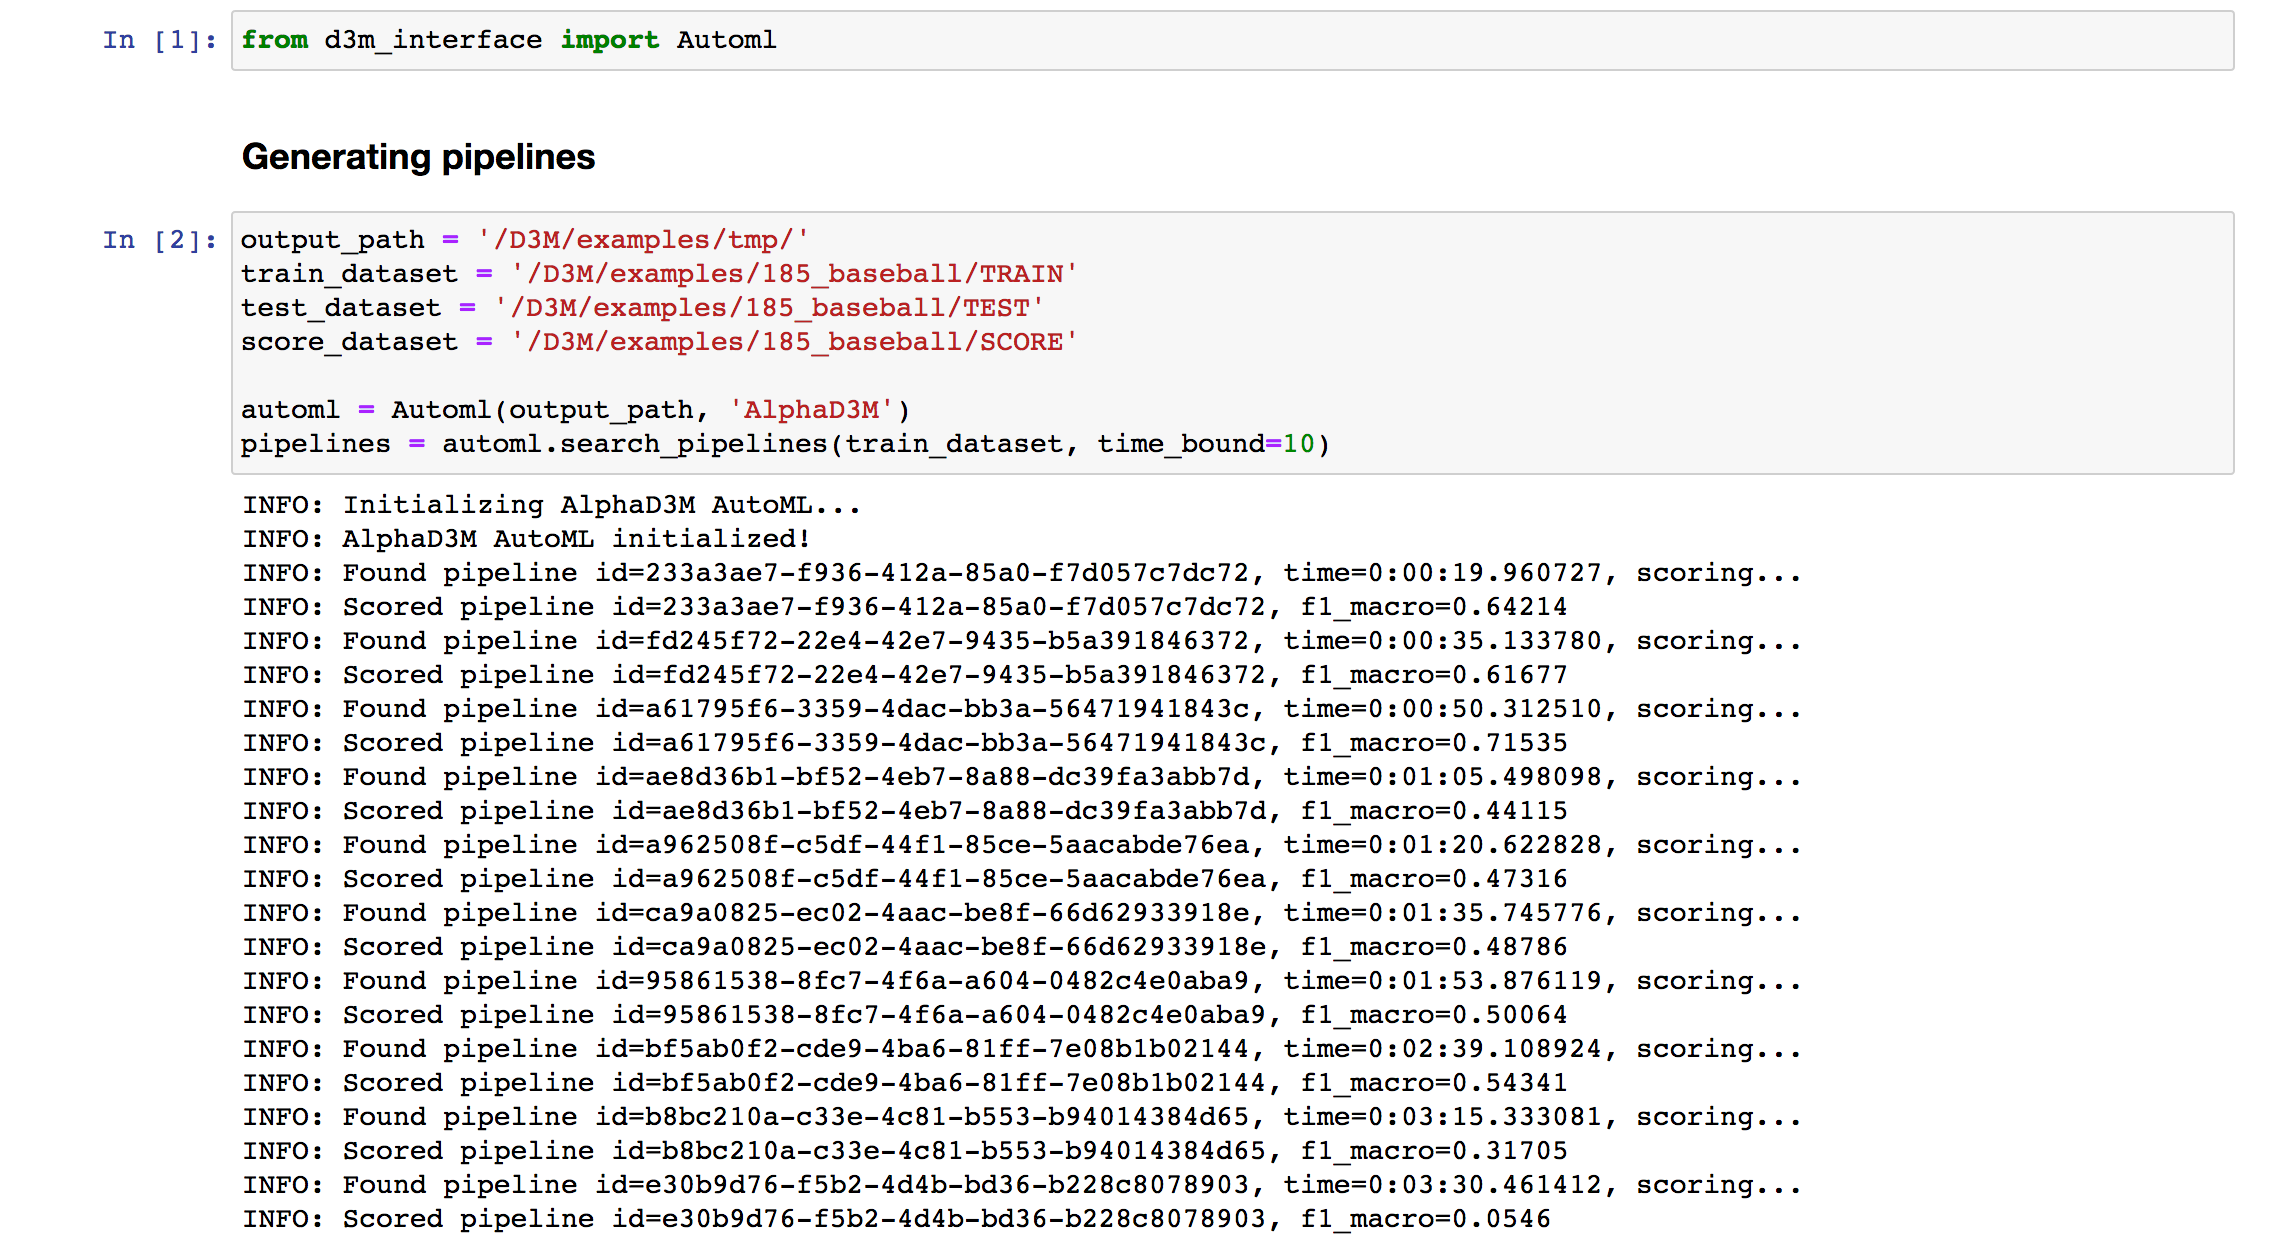 In [1]: from d3m_interface import Automl
Generating pipelines
In [2]: output_path = '/D3M/examples/tmp/'
train_dataset = '/D3M/examples/185_baseball/TRAIN'
test_dataset = '/D3M/examples/185_baseball/TEST'
score_dataset = '/D3M/examples/185_baseball/SCORE'
automl = Automl(output_path, 'AlphaD3M')
pipelines = automl.search_pipelines(train_dataset, time_bound=10)
INFO: Initializing AlphaD3M AutoML...
INFO: AlphaD3M AutoML initialized!
INFO: Found pipeline id=233a3ae7-f936-412a-85a0-f7d057c7dc72, time=0:00:19.960727, scoring...
INFO: Scored pipeline id=233a3ae7-f936-412a-85a0-f7d057c7dc72, f1_macro=0.64214
INFO: Found pipeline id=fd245f72-22e4-42e7-9435-b5a391846372, time=0:00:35.133780, scoring...
INFO: Scored pipeline id=fd245f72-22e4-42e7-9435-b5a391846372, f1_macro=0.61677
INFO: Found pipeline id=a61795f6-3359-4dac-bb3a-56471941843c, time=0:00:50.312510, scoring...
INFO: Scored pipeline id=a61795f6-3359-4dac-bb3a-56471941843c, f1_macro=0.71535
INFO: Found pipeline id=ae8d36b1-bf52-4eb7-8a88-dc39fa3abb7d, time=0:01:05.498098, scoring...
INFO: Scored pipeline id=ae8d36b1-bf52-4eb7-8a88-dc39fa3abb7d, f1_macro=0.44115
INFO: Found pipeline id=a962508f-c5df-44f1-85ce-5aacabde76ea, time=0:01:20.622828, scoring...
INFO: Scored pipeline id=a962508f-c5df-44f1-85ce-5aacabde76ea, f1_macro=0.47316
INFO: Found pipeline id=ca9a0825-ec02-4aac-be8f-66d62933918e, time=0:01:35.745776, scoring...
INFO: Scored pipeline id=ca9a0825-ec02-4aac-be8f-66d62933918e, f1_macro=0.48786
INFO: Found pipeline id=95861538-8fc7-4f6a-a604-0482c4e0aba9, time=0:01:53.876119, scoring...
INFO: Scored pipeline id=95861538-8fc7-4f6a-a604-0482c4e0aba9, f1_macro=0.50064
INFO: Found pipeline id=bf5ab0f2-cde9-4ba6-81ff-7e08b1b02144, time=0:02:39.108924, scoring...
INFO: Scored pipeline id=bf5ab0f2-cde9-4ba6-81ff-7e08b1b02144, f1_macro=0.54341
INFO: Found pipeline id=b8bc210a-c33e-4c81-b553-b94014384d65, time=0:03:15.333081, scoring...
INFO: Scored pipeline id=b8bc210a-c33e-4c81-b553-b94014384d65, f1_macro=0.31705
INFO: Found pipeline id=e30b9d76-f5b2-4d4b-bd36-b228c8078903, time=0:03:30.461412, scoring...
INFO: Scored pipeline id=e30b9d76-f5b2-4d4b-bd36-b228c8078903, f1_macro=0.0546